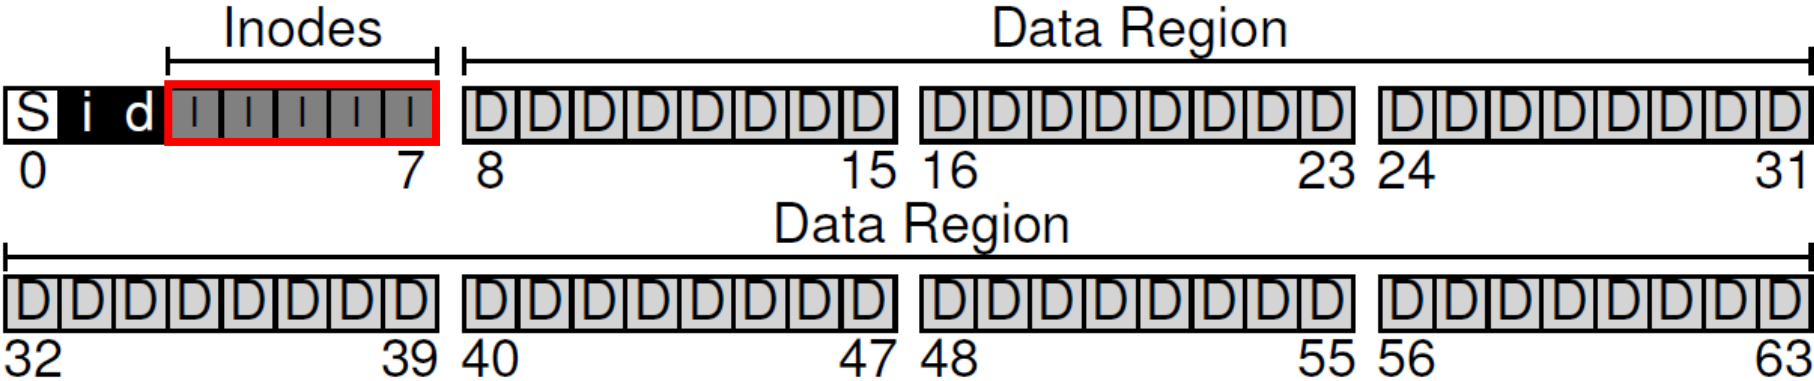 Inodes Data Region
S i d I I I I I D D D D D D D D D D D D D D D D D D D D D D D D
0 7 8 15 16 23 24 31
Data Region
D D D D D D D D D D D D D D D D D D D D D D D D D D D D D D D D
32 39 40 47 48 55 56 63